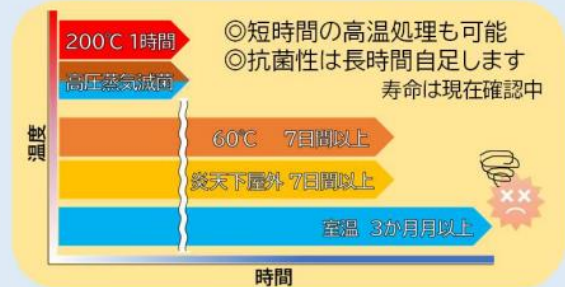 200℃ 1時間
高圧蒸気滅菌
◎短時間の高温処理も可能
◎抗菌性は長時間自足します
寿命は現在確認中
60℃ 7日間以上
炎天下屋外 7日間以上
室温 3か月月以上
温度
時間